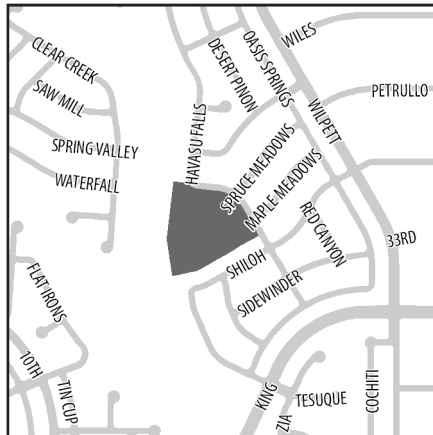 WILES
CLEAR CREEK
OASIS SPRINGS
DESERT PINON
SAW MILL
PETRULLO
WILPETT
HAVASU FALLS
SPRING VALLEY
SPRUCE MEADOWS
WATERFALL
MAPLE MEADOWS
RED CANYON
33RD
SHILOH
FLAT IRONS
SIDEWINDER
10TH
TIN CUP
KING
ZIA
TESUQUE
COCHITI